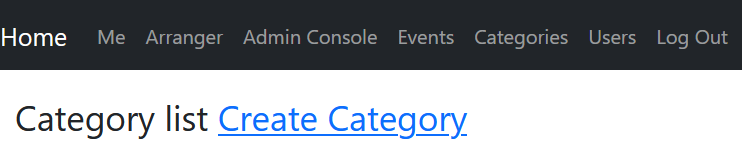 Home Me Arranger Admin Console Events Categories Users Log Out
Category list Create Category